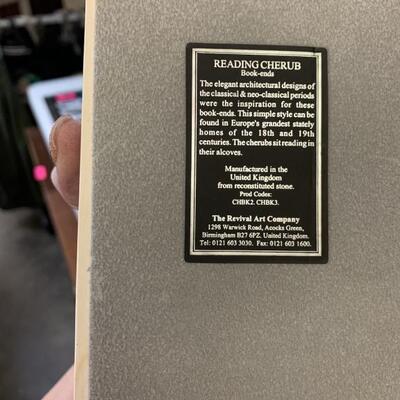 READING CHERUB
Book-ends
The elegant architectural designs of
the classical & neo-classical periods
were the inspiration for these
book-ends. This simple style can be
found in Europe's grandest stately
homes of the 18th and 19th
centuries. The cherubs sit reading in
their alcoves.
Manufactured in the
United Kingdom
from reconstituted stone.
Prod Codes:
CHBK2. CHBK3.
The Revival Art Company
1298 Warwick Road, Acocks Green,
Birmingham B27 6PZ. United Kingdom.
Tel: 0121 603 3030. Fax: 0121 603 1600.